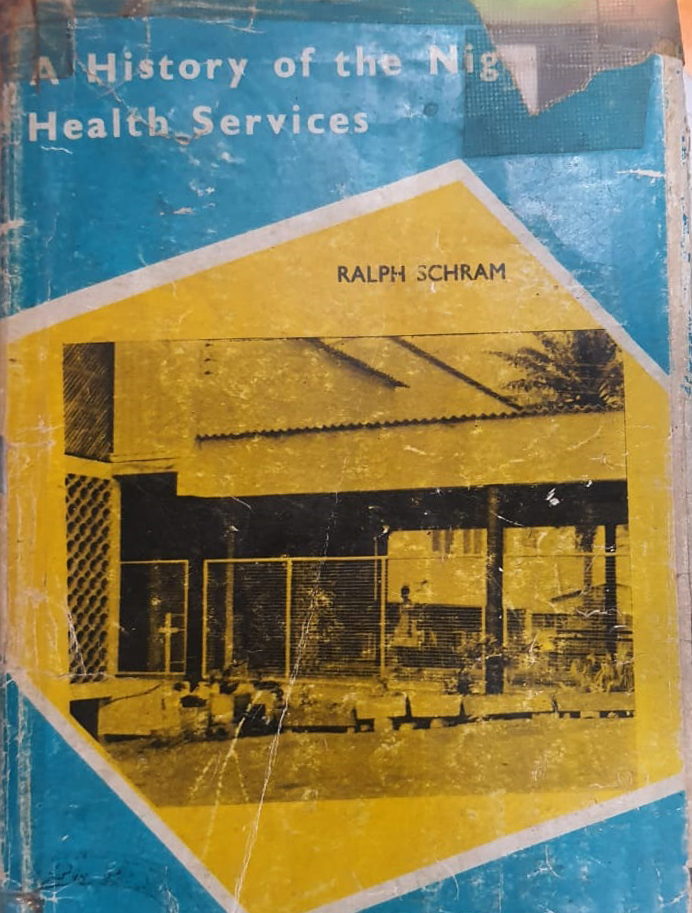 A History of the Nig
Health Services
RALPH SCHRAM